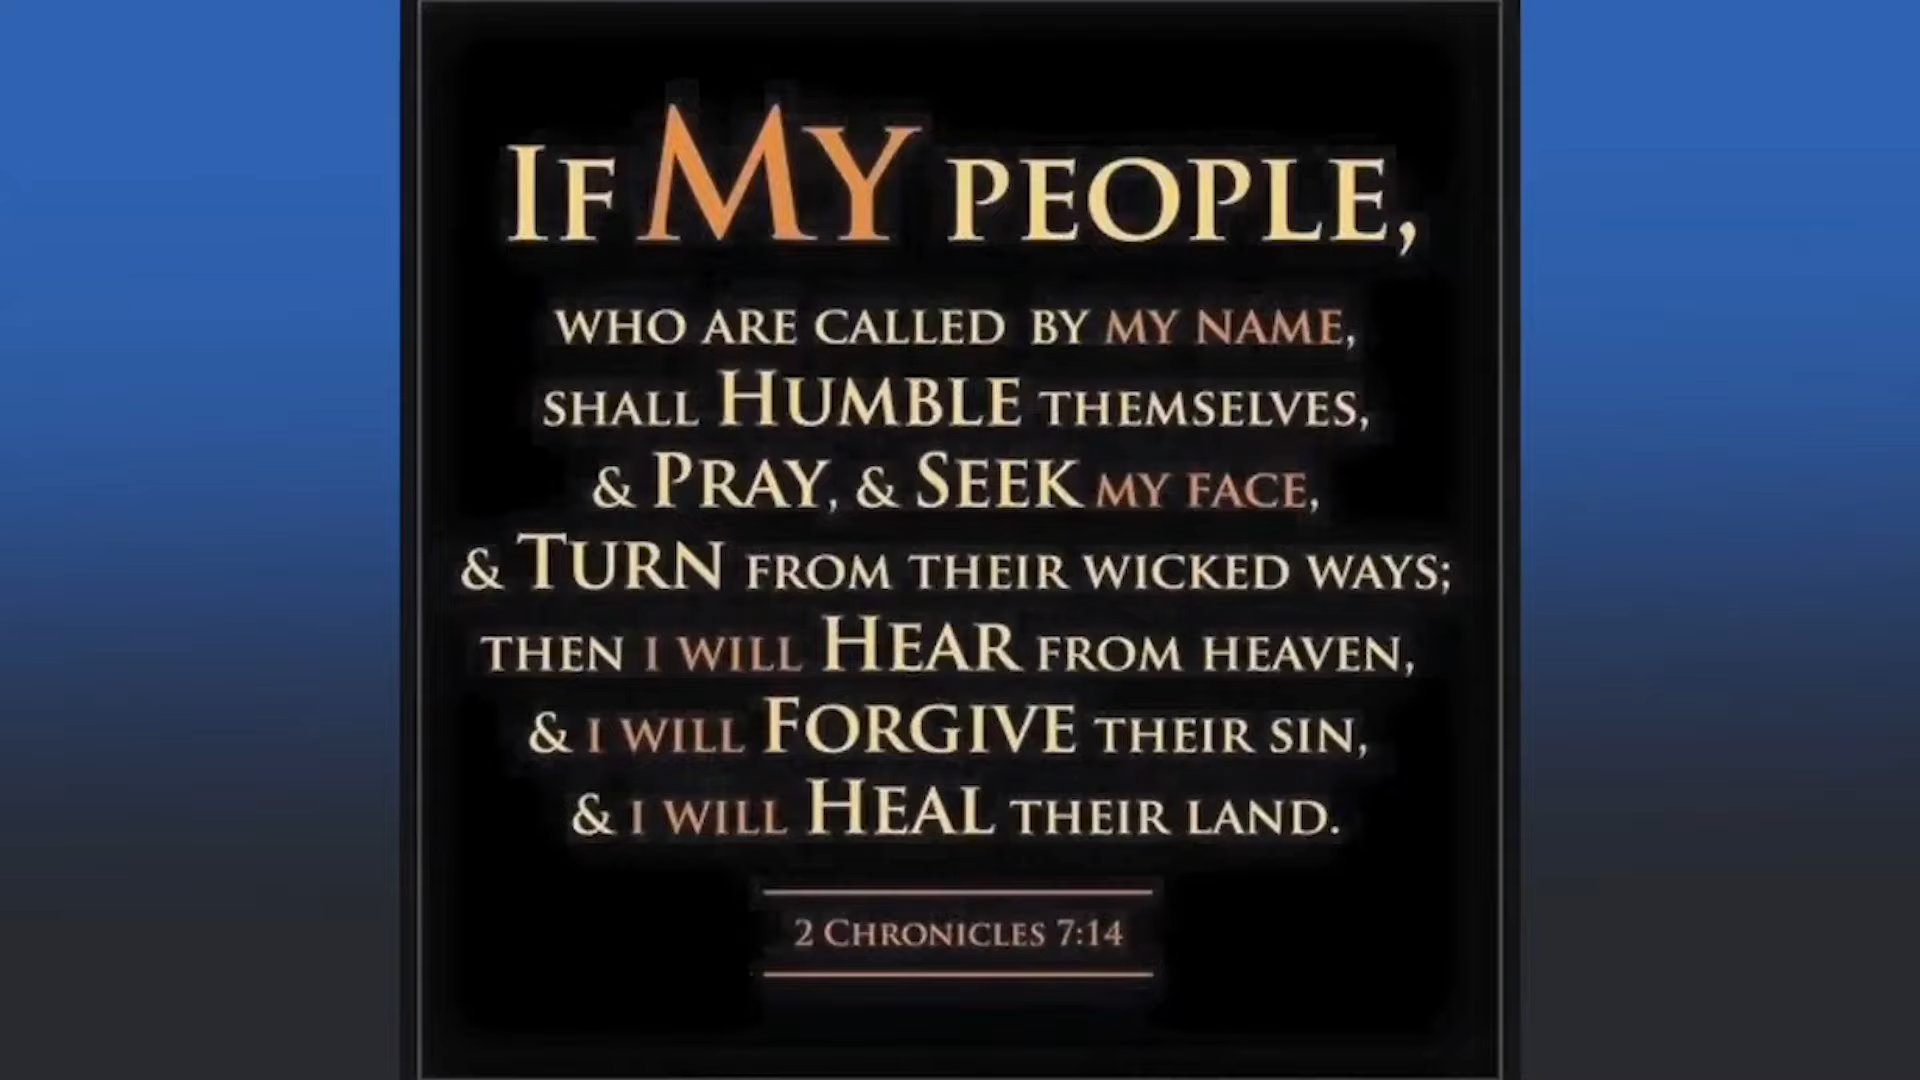 IF MY PEOPLE,
WHO ARE CALLED BY MY NAME,
SHALL HUMBLE THEMSELVES,
& PRAY, & SEEK MY FACE,
& TURN FROM THEIR WICKED WAYS;
THEN I WILL HEAR FROM HEAVEN,
& I WILL FORGIVE THEIR SIN,
& I WILL HEAL THEIR LAND.
2 CHRONICLES 7:14